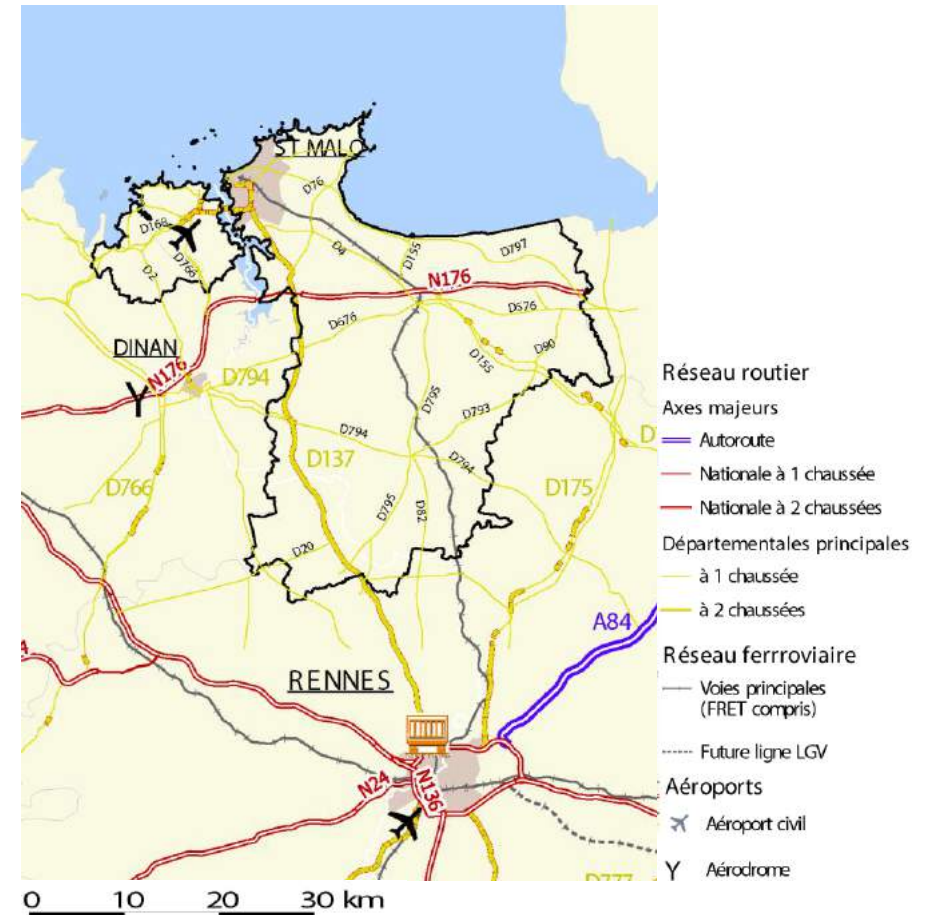 ST MALO
D76
D168
D2
D766
D4
D155
D797
N176
D676
D576
D90
D155
DINAN
N176
D794
D795
D793
D794
D794
D137
D766
D175
D
D795
D82
D20
A84
RENNES
N24
N136
D777
0 10 20 30 km
Réseau routier
Axes majeurs
Autoroute
Nationale à 1 chaussée
Nationale à 2 chaussées
Départementales principales
à 1 chaussée
à 2 chaussées
Réseau ferrroviaire
Voies principales
(FRET compris)
Future ligne LGV
Aéroports
Aéroport civil
Y Aérodrome